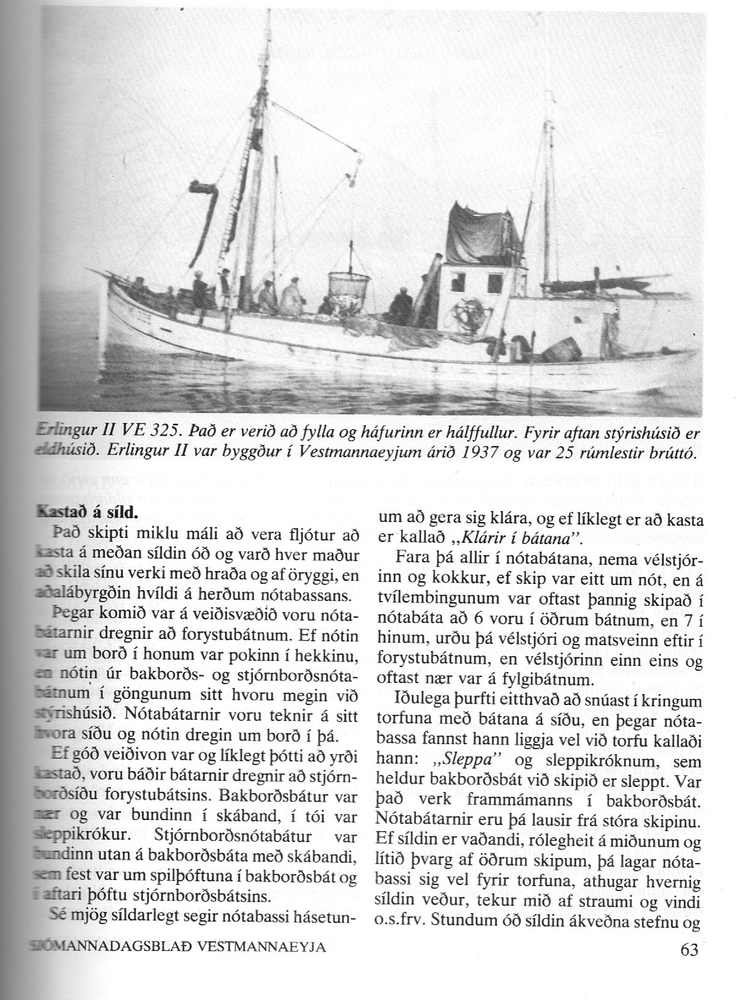 Erlingur II VE 325. Það er verið að fylla og háfurinn er hálffullur. Fyrir aftan stýrishúsið er
eldhúsið. Erlingur II var byggður í Vestmannaeyjum árið 1937 og var 25 rúmlestir brúttó.
Kastað á síld.
Það skipti miklu máli að vera fljótur að
kasta á meðan síldin óð og varð hver maður
að skila sínu verki með hraða og af öryggi, en
aðalábyrgðin hvíldi á herðum nótabassans.
Þegar komið var á veiðisvæðið voru nóta-
bátarnir dregnir að forystubátnum. Ef nótin
var um borð í honum var pokinn í hekkinu,
en nótin úr bakborðs- og stjórnborðsnóta-
bátnum í göngunum sitt hvoru megin við
stýrishúsið. Nótabátarnir voru teknir á sitt
hvora síðu og nótin dregin um borð í þá.
Ef góð veiðivon var og líklegt þótti að yrði
kastað, voru báðir bátarnir dregnir að stjórn-
borðsíðu forystubátsins. Bakborðsbátur var
nær og var bundinn í skáband, í tói var
sleppikrókur. Stjórnborðsnótabátur var
bundinn utan á bakborðsbáta með skábandi,
sem fest var um spilþóftuna í bakborðsbát og
í aftari þóftu stjórnborðsbátsins.
Sé mjög síldarlegt segir nótabassi hásetun-
um að gera sig klára, og ef líklegt er að kasta
er kallað ,,Klárir í bátana”.
Fara þá allir í nótabátana, nema vélstjór-
inn og kokkur, ef skip var eitt um nót, en á
tvílembingunum var oftast þannig skipað í
nótabáta að 6 voru í öðrum bátnum, en 7 í
hinum, urðu þá vélstjóri og matsveinn eftir í
forystubátnum, en vélstjórinn einn eins og
oftast nær var á fylgibátnum.
Iðulega þurfti eitthvað að snúast í kringum
torfuna með bátana á síðu, en þegar nóta-
bassa fannst hann liggja vel við torfu kallaði
hann: ,,Sleppa” og sleppikróknum, sem
heldur bakborðsbát við skipið er sleppt. Var
það verk frammámanns í bakborðsbát.
Nótabátarnir eru þá lausir frá stóra skipinu.
Ef síldin er vaðandi, rólegheit á miðunum og
lítið þvarg af öðrum skipum, þá lagar nóta-
bassi sig vel fyrir torfuna, athugar hvernig
síldin veður, tekur mið af straumi og vindi
o.s.frv. Stundum óð síldin ákveðna stefnu og
SJÓMANNADAGSBLAÐ VESTMANNAEYJA
63